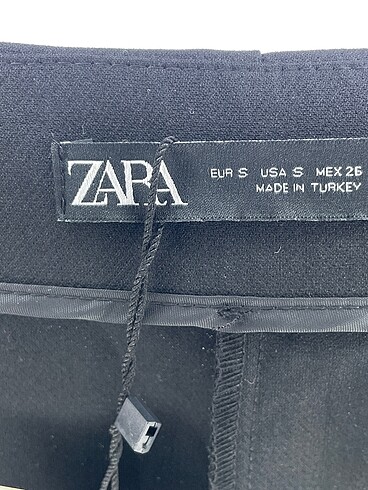 ZARA
EUR S USA S MEX 26
MADE IN TURKEY